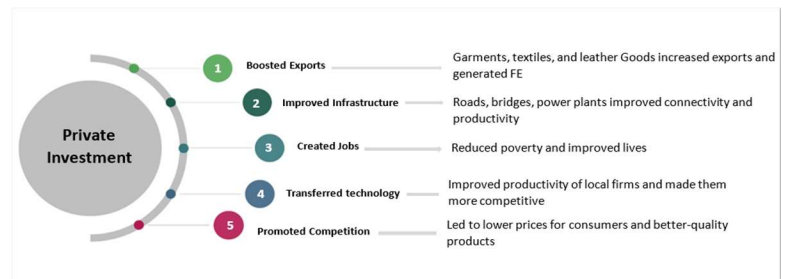 Private
Investment
1
Boosted Exports
Garments, textiles, and leather Goods increased exports and
generated FE
2
Improved Infrastructure
Roads, bridges, power plants improved connectivity and
productivity
3
Created Jobs
Reduced poverty and improved lives
4
Transferred technology
Improved productivity of local firms and made them
more competitive
5
Promoted Competition
Led to lower prices for consumers and better-quality
products